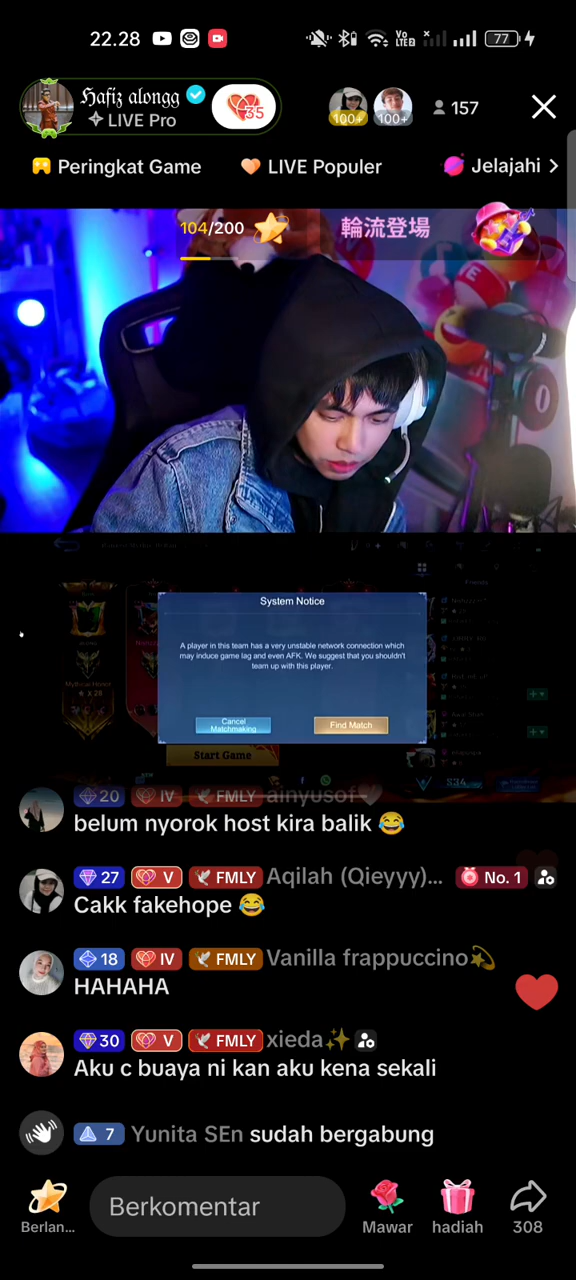 22.28
Vo LTE2
77
Hafiz alongg
LIVE Pro
35
100+
100+
157
Peringkat Game
LIVE Populer
Jelajahi
104/200
輪流登場
System Notice
A player in this team has a very unstable network connection which
may induce game lag and even AFK. We suggest that you shouldn't
team up with this player.
Cancel
Matchmaking
Find Match
Friends
Start Game
S34
20 IV FMLY ainyusof
belum nyorok host kira balik 😂
27 V FMLY Aqilah (Qieyyy)... No. 1
Cakk fakehope 😂
18 IV FMLY Vanilla frappuccino💫
HAHAHA
30 V FMLY xieda✨
Aku c buaya ni kan aku kena sekali
7 Yunita SEn sudah bergabung
Berlan...
Berkomentar
Mawar
hadiah
308